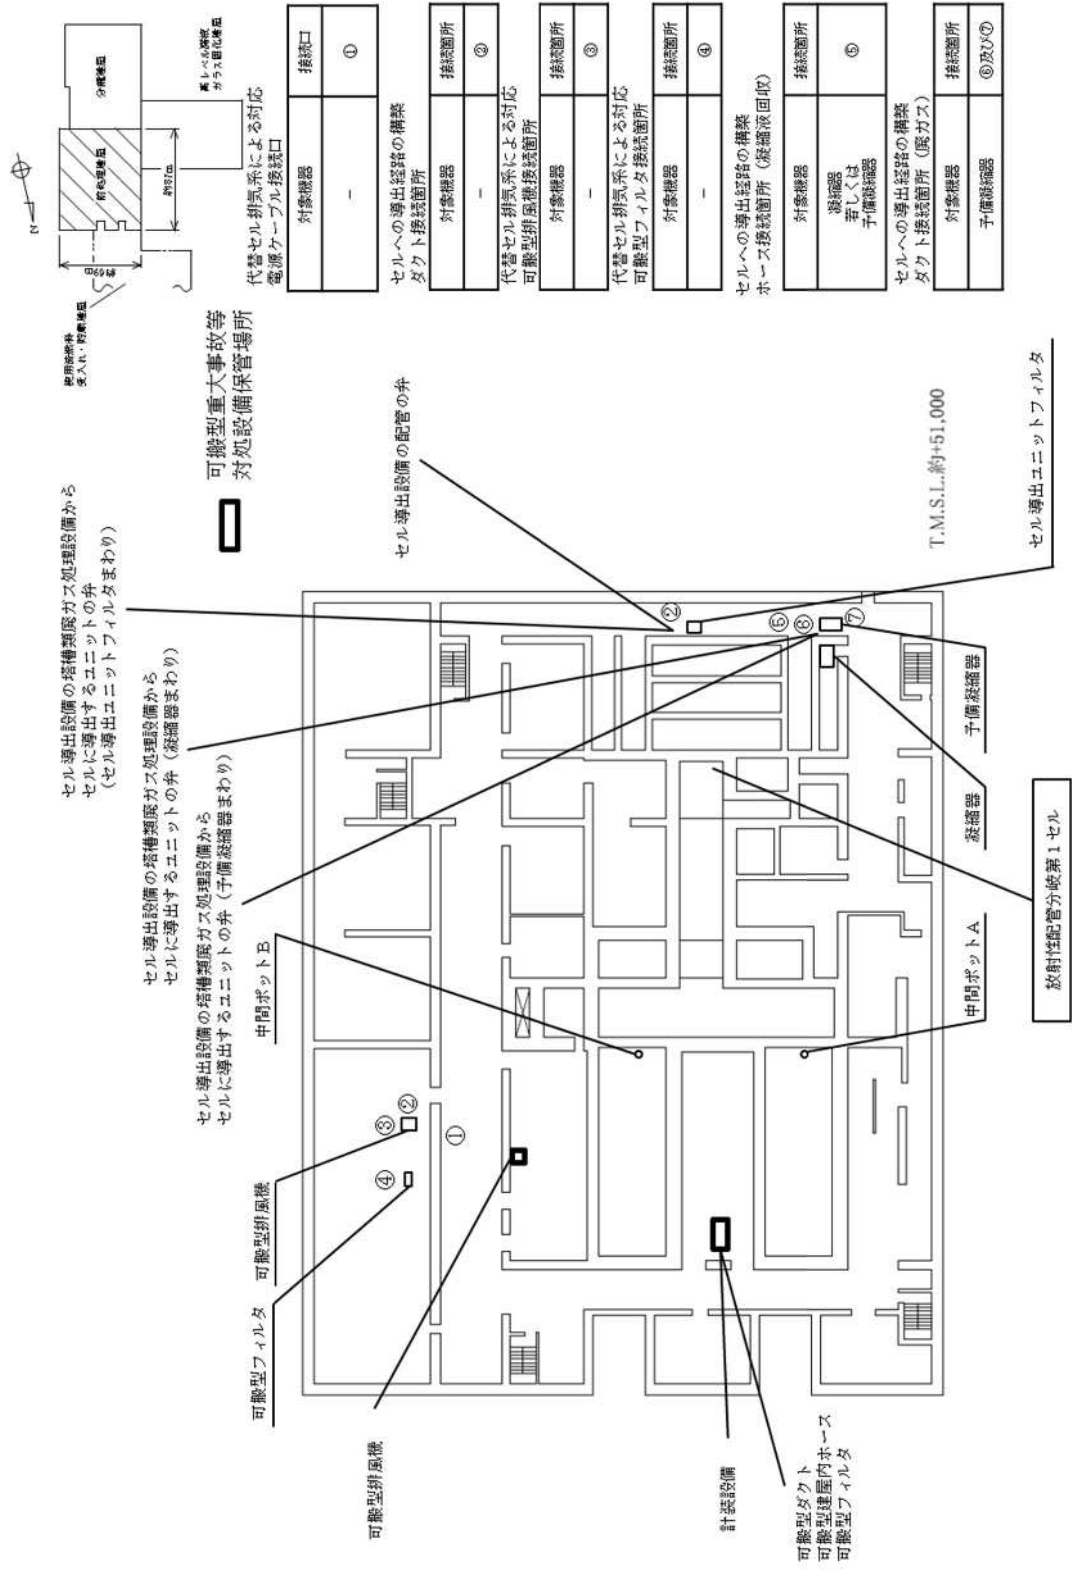 可搬型重大事故等
対処設備保管場所
使用済燃料
受入れ・貯蔵建屋
N
約69m
約87m
前処理建屋
分離建屋
高レベル廃液
ガラス固化建屋
セル導出設備の塔槽類廃ガス処理設備から
セルに導出するユニットの弁
(セル導出ユニットフィルタまわり)
セル導出設備の塔槽類廃ガス処理設備から
セルに導出するユニットの弁（凝縮器まわり）
セル導出設備の塔槽類廃ガス処理設備から
セルに導出するユニットの弁（予備凝縮器まわり）
中間ポットB
可搬型排風機
可搬型フィルタ
可搬型排風機
計装設備
可搬型ダクト
可搬型建屋内ホース
可搬型フィルタ
セル導出設備の配管の弁
④
③
②
①
②
⑤
⑥
⑦
中間ポットA
凝縮器
予備凝縮器
セル導出ユニットフィルタ
放射性配管分岐第1セル
T.M.S.L.約+51,000
代替セル排気系による対応
電源ケーブル接続口
対象機器 接続口
－ ①
セルへの導出経路の構築
ダクト接続箇所
対象機器 接続箇所
－ ②
代替セル排気系による対応
可搬型排風機接続箇所
対象機器 接続箇所
－ ③
代替セル排気系による対応
可搬型フィルタ接続箇所
対象機器 接続箇所
－ ④
セルへの導出経路の構築
ホース接続箇所（凝縮液回収）
対象機器 接続箇所
凝縮器
若しくは
予備凝縮器
⑤
セルへの導出経路の構築
ダクト接続箇所（廃ガス）
対象機器 接続箇所
予備凝縮器 ⑥及び⑦